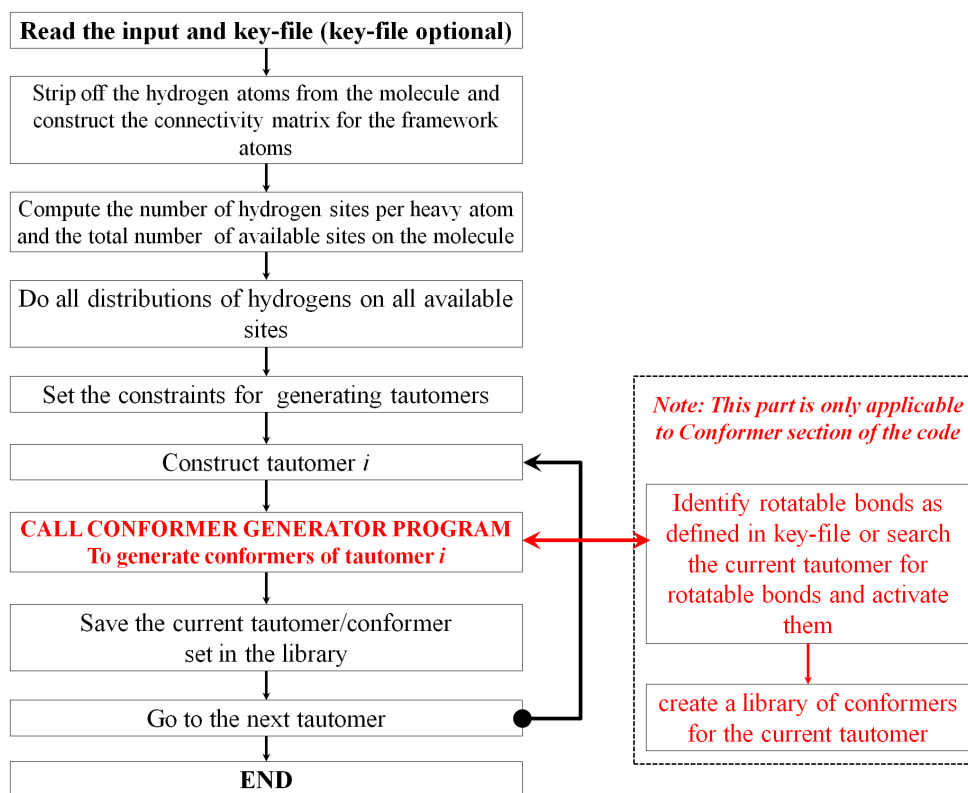 Read the input and key-file (key-file optional)
Strip off the hydrogen atoms from the molecule and
construct the connectivity matrix for the framework
atoms
Compute the number of hydrogen sites per heavy atom
and the total number of available sites on the molecule
Do all distributions of hydrogens on all available
sites
Set the constraints for generating tautomers
Construct tautomer i
CALL CONFORMER GENERATOR PROGRAM
To generate conformers of tautomer i
Save the current tautomer/conformer
set in the library
Go to the next tautomer
END
Note: This part is only applicable
to Conformer section of the code
Identify rotatable bonds as
defined in key-file or search
the current tautomer for
rotatable bonds and activate
them
create a library of conformers
for the current tautomer